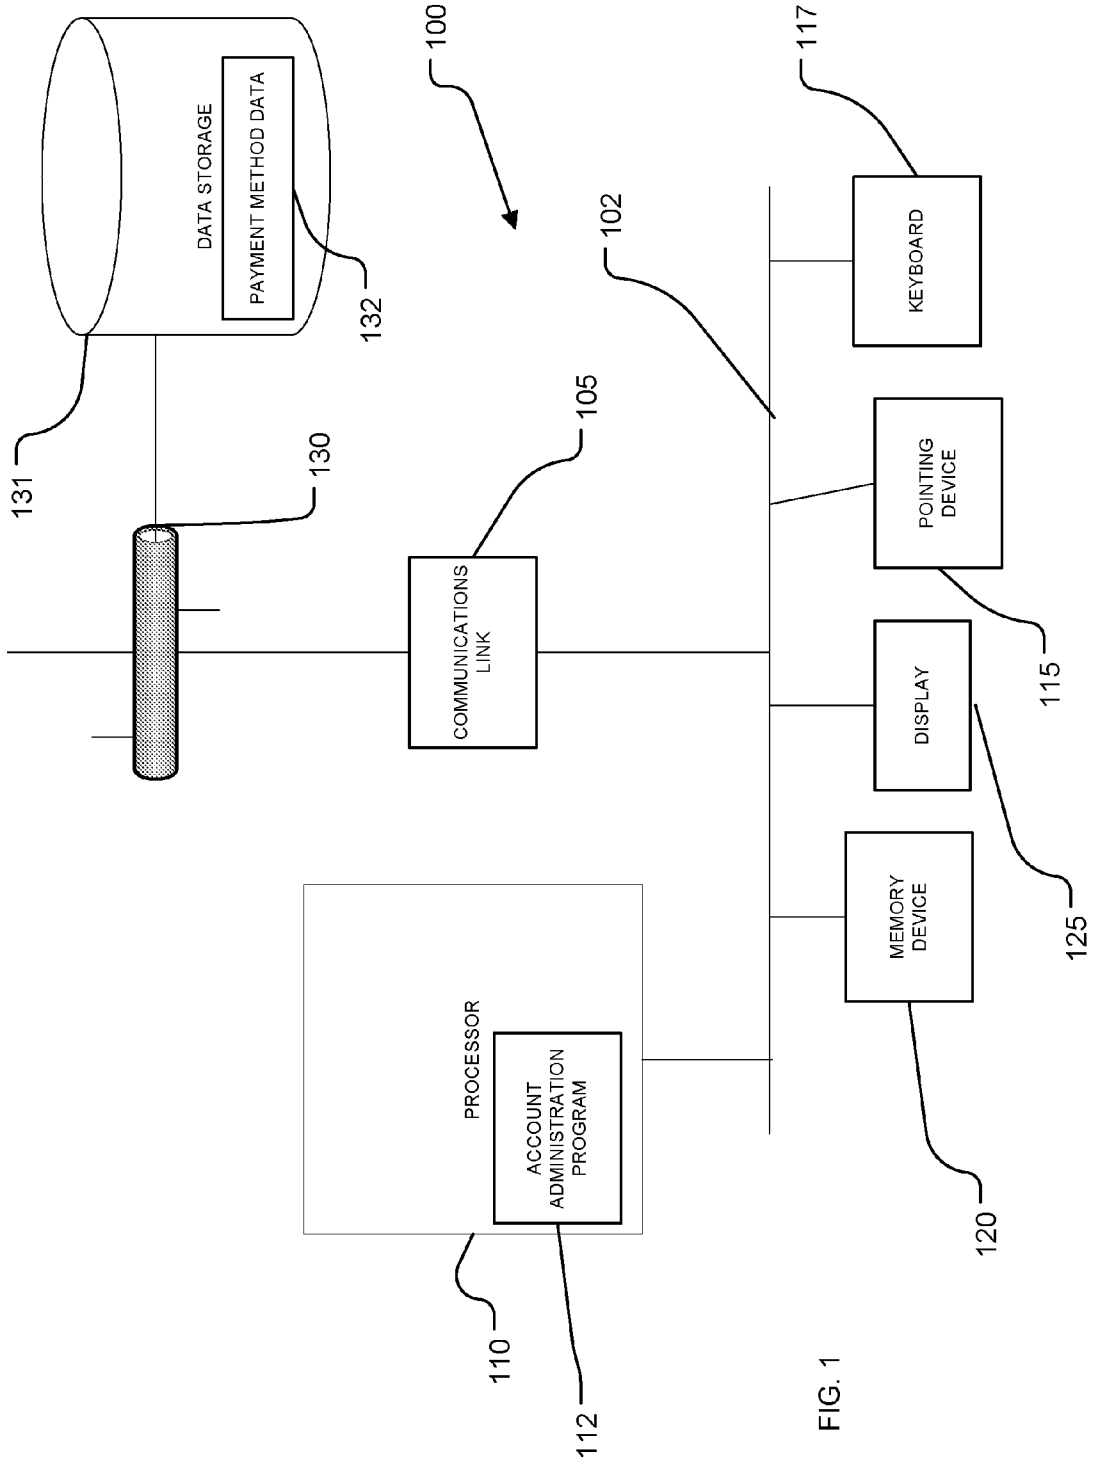 110
PROCESSOR
112
ACCOUNT
ADMINISTRATION
PROGRAM
130
131
DATA STORAGE
PAYMENT METHOD DATA
132
100
COMMUNICATIONS
LINK
105
102
120
MEMORY
DEVICE
125
DISPLAY
115
POINTING
DEVICE
KEYBOARD
117
FIG. 1